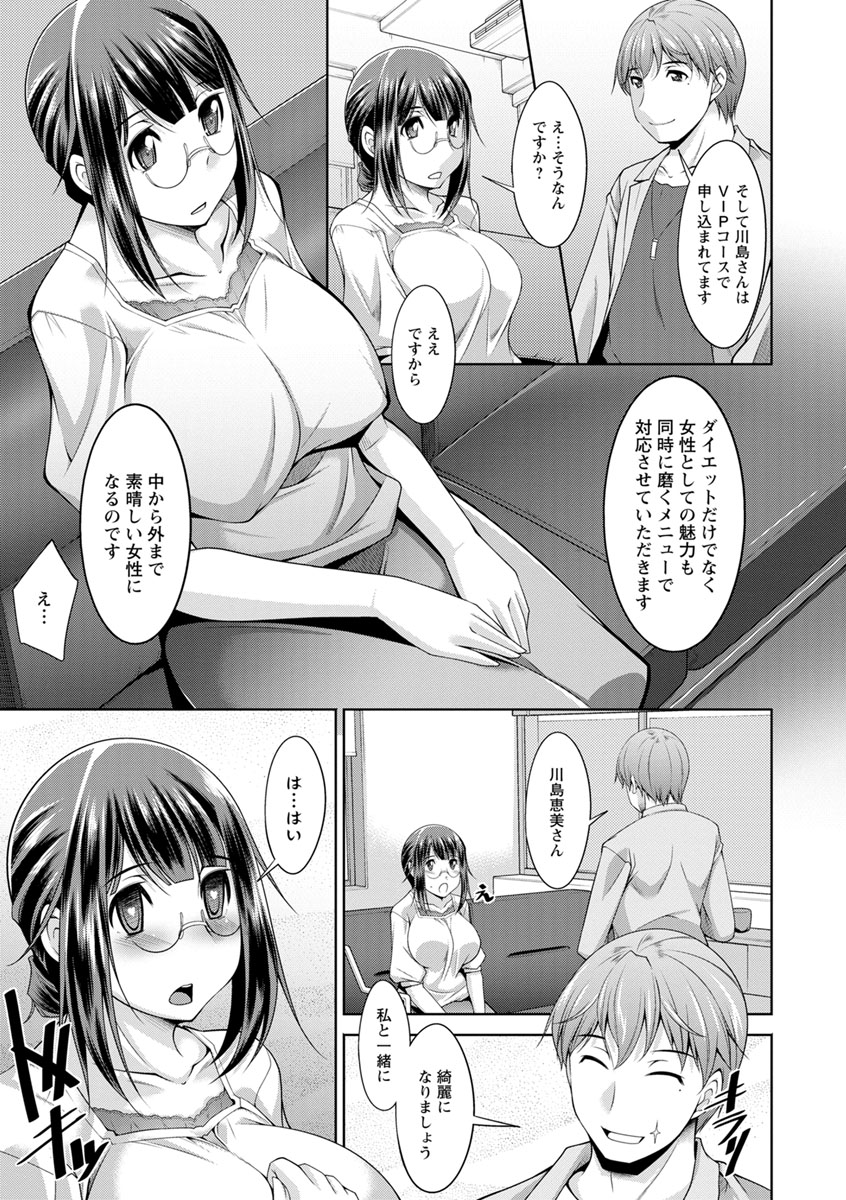 そして川島さんは
VIPコースで
申し込まれてます
え…そうなん
ですか？
ええ
ですから
ダイエットだけでなく
女性としての魅力も
同時に磨くメニューで
対応させていただきます
中から外まで
素晴しい女性に
なるのです
え…
川島恵美さん
え
綺麗に
なりましょう
私と一緒に
キラッ
は…はい
ドキッ